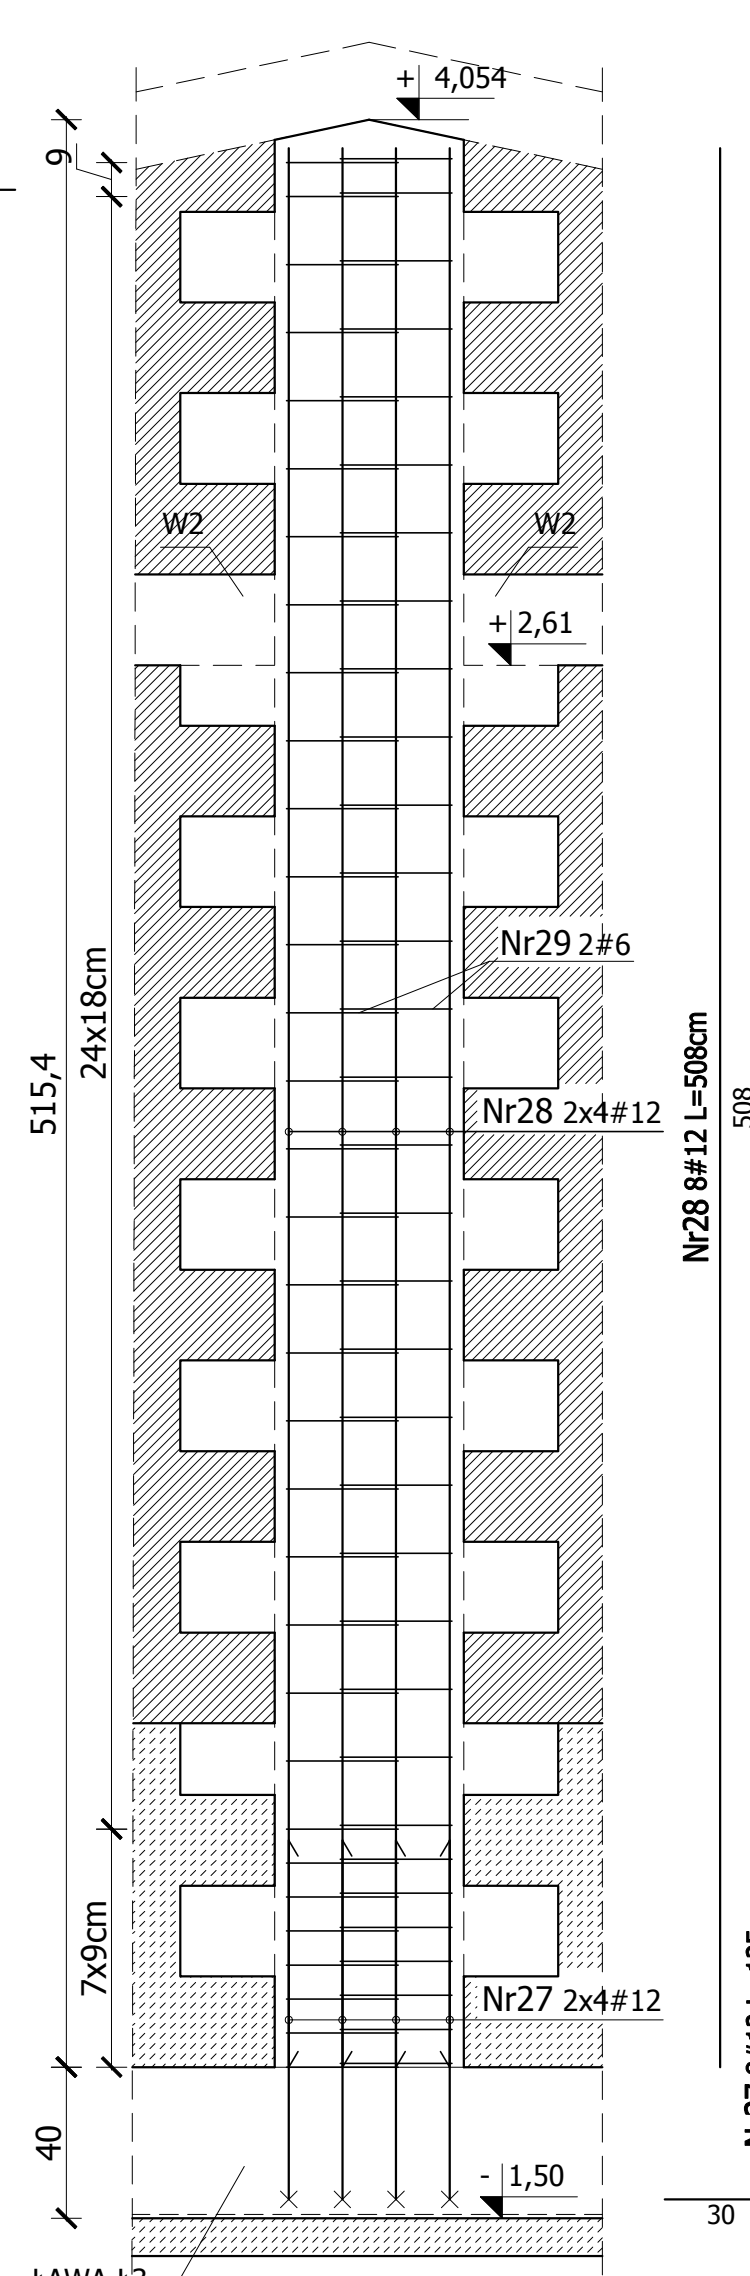 + 4,054
9
W2
W2
+ 2,61
Nr29 2#6
24x18cm
515,4
Nr28 2x4#12
Nr28 8#12 L=508cm
508
7x9cm
Nr27 2x4#12
40
- 1,50
30